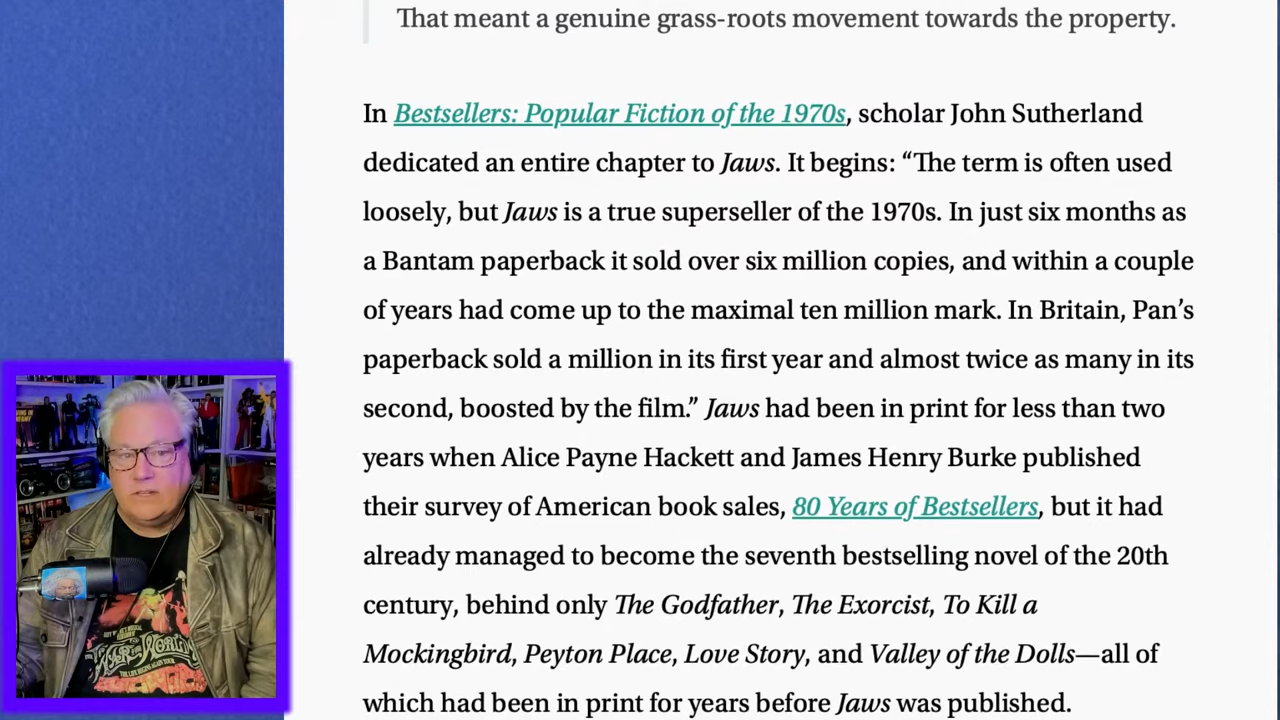 That meant a genuine grass-roots movement towards the property.
In Bestsellers: Popular Fiction of the 1970s, scholar John Sutherland
dedicated an entire chapter to Jaws. It begins: “The term is often used
loosely, but Jaws is a true superseller of the 1970s. In just six months as
a Bantam paperback it sold over six million copies, and within a couple
of years had come up to the maximal ten million mark. In Britain, Pan’s
paperback sold a million in its first year and almost twice as many in its
second, boosted by the film.” Jaws had been in print for less than two
years when Alice Payne Hackett and James Henry Burke published
their survey of American book sales, 80 Years of Bestsellers, but it had
already managed to become the seventh bestselling novel of the 20th
century, behind only The Godfather, The Exorcist, To Kill a
Mockingbird, Peyton Place, Love Story, and Valley of the Dolls—all of
which had been in print for years before Jaws was published.